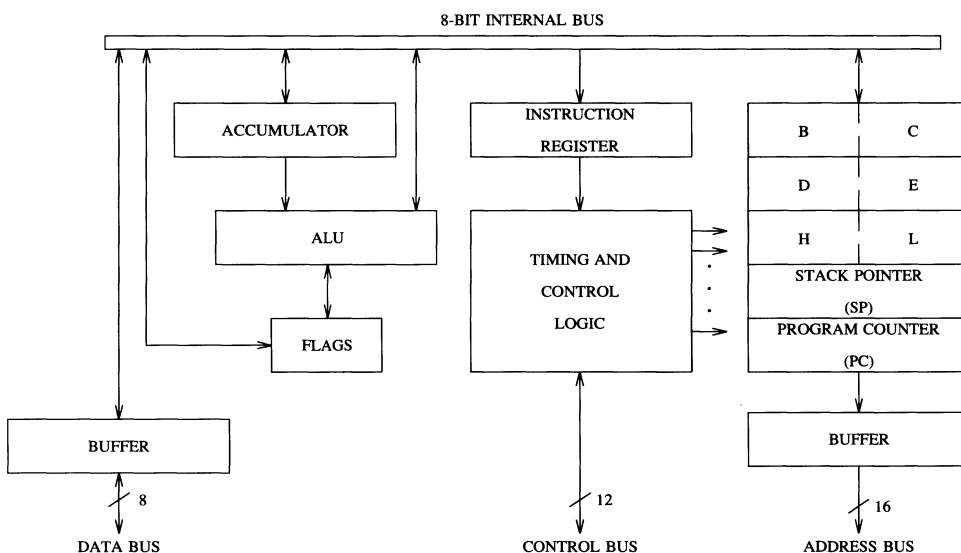 8-BIT INTERNAL BUS
ACCUMULATOR
INSTRUCTION
REGISTER
B C
D E
H L
ALU
TIMING AND
CONTROL
LOGIC
STACK POINTER
(SP)
PROGRAM COUNTER
(PC)
FLAGS
BUFFER
BUFFER
8
12
16
DATA BUS
CONTROL BUS
ADDRESS BUS